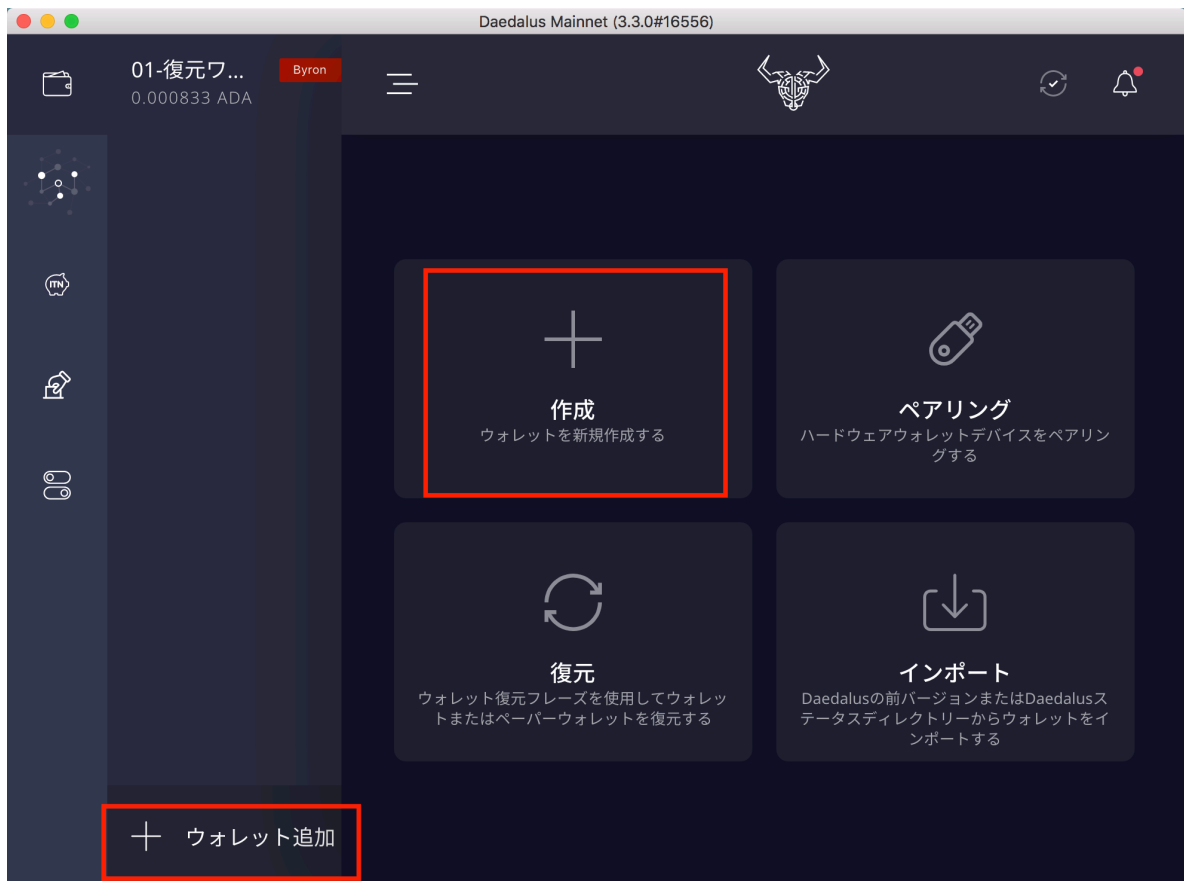 Daedalus Mainnet (3.3.0#16556)
01-復元ワ...
Byron
0.000833 ADA
ITN
作成
ウォレットを新規作成する
ペアリング
ハードウェアウォレットデバイスをペアリン
グする
復元
ウォレット復元フレーズを使用してウォレッ
トまたはペーパーウォレットを復元する
インポート
Daedalusの前バージョンまたはDaedalusス
テータスディレクトリーからウォレットをイ
ンポートする
ウォレット追加